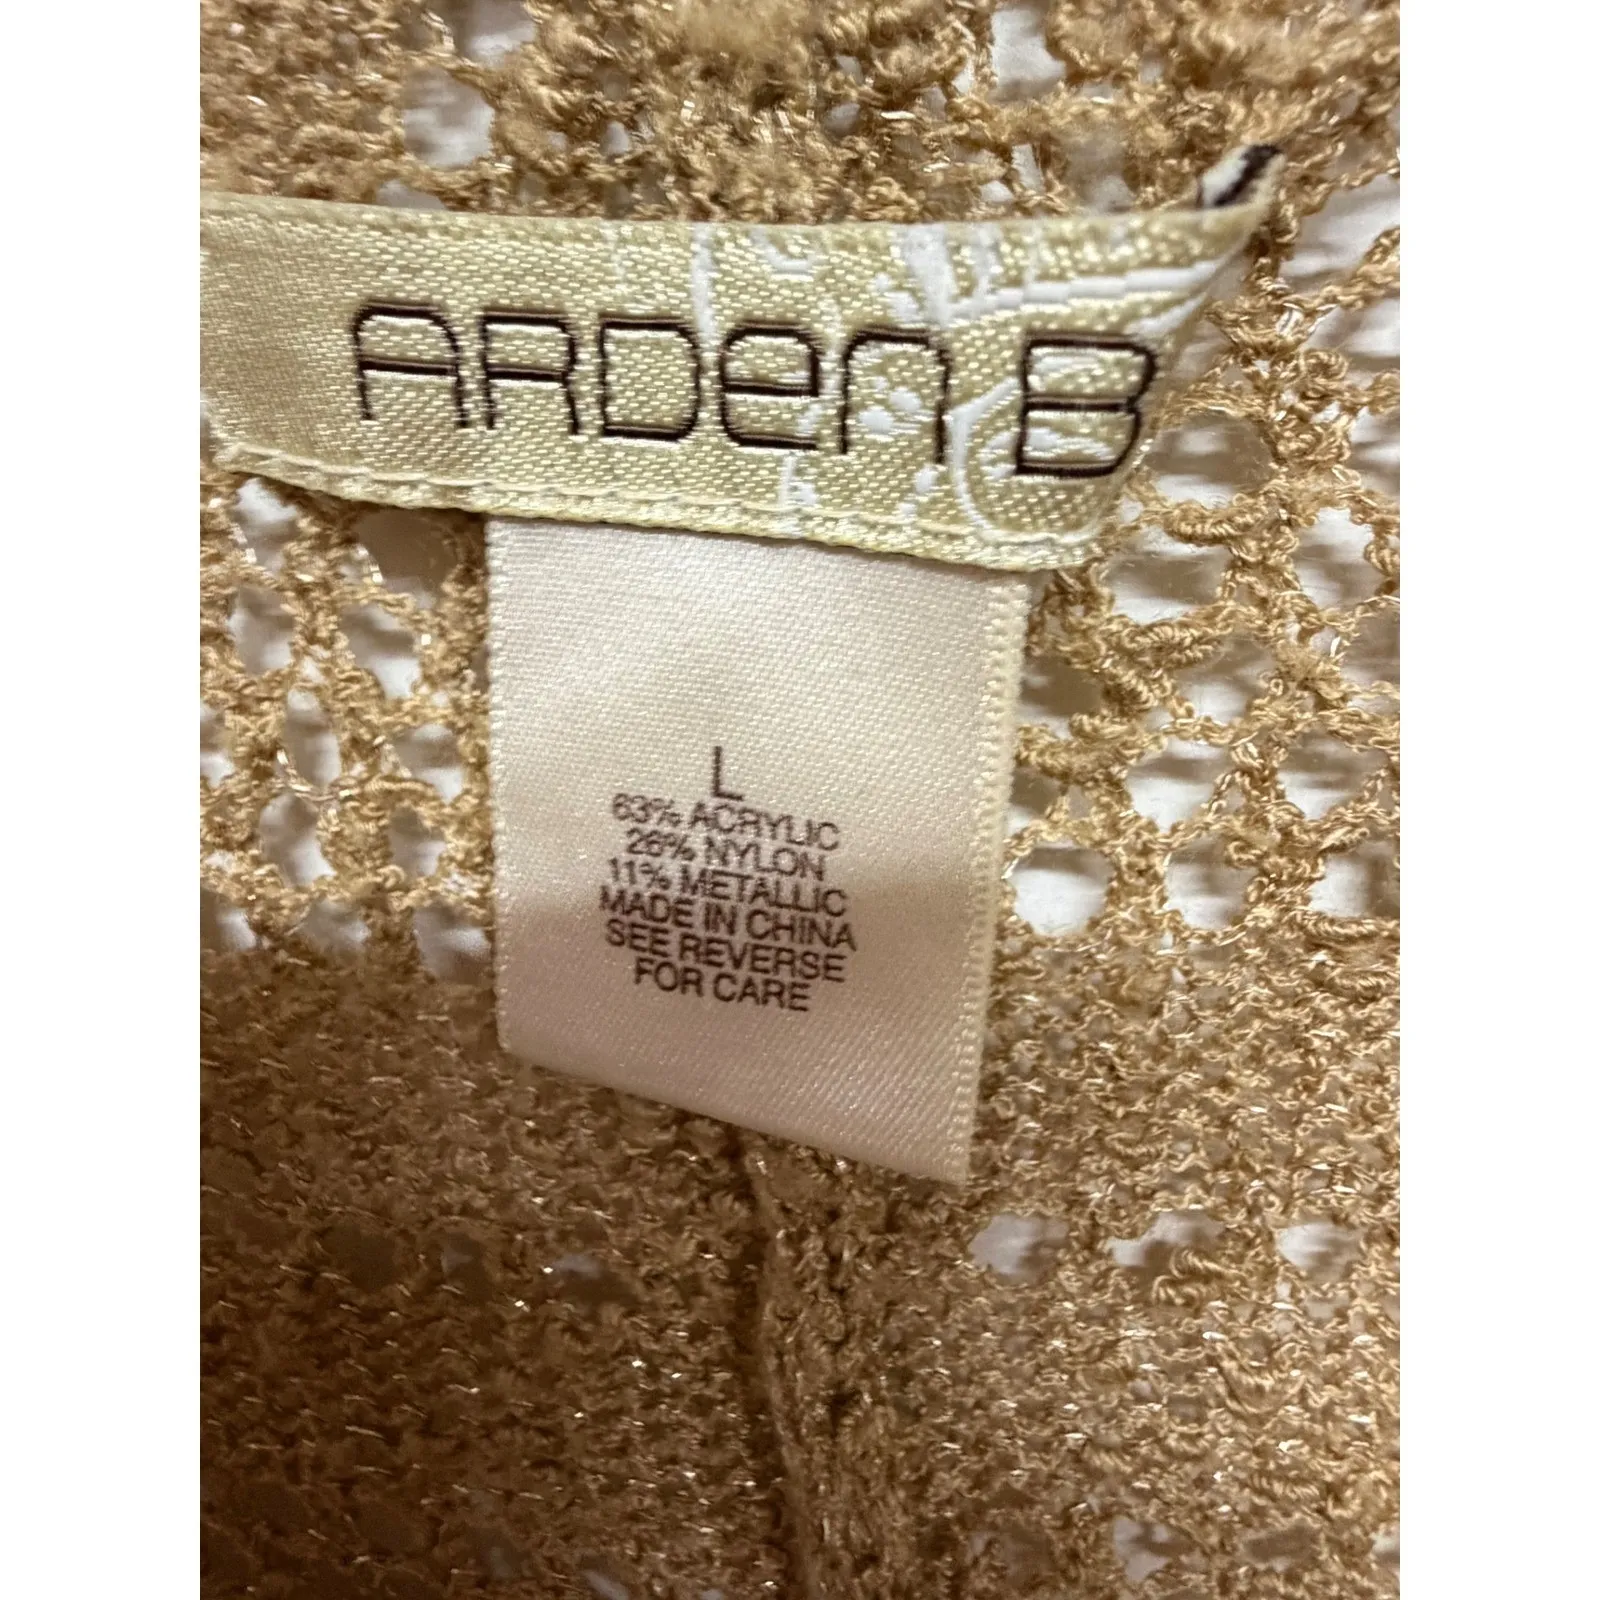 ARDEN B
L
63% ACRYLIC
26% NYLON
11% METALLIC
MADE IN CHINA
SEE REVERSE
FOR CARE